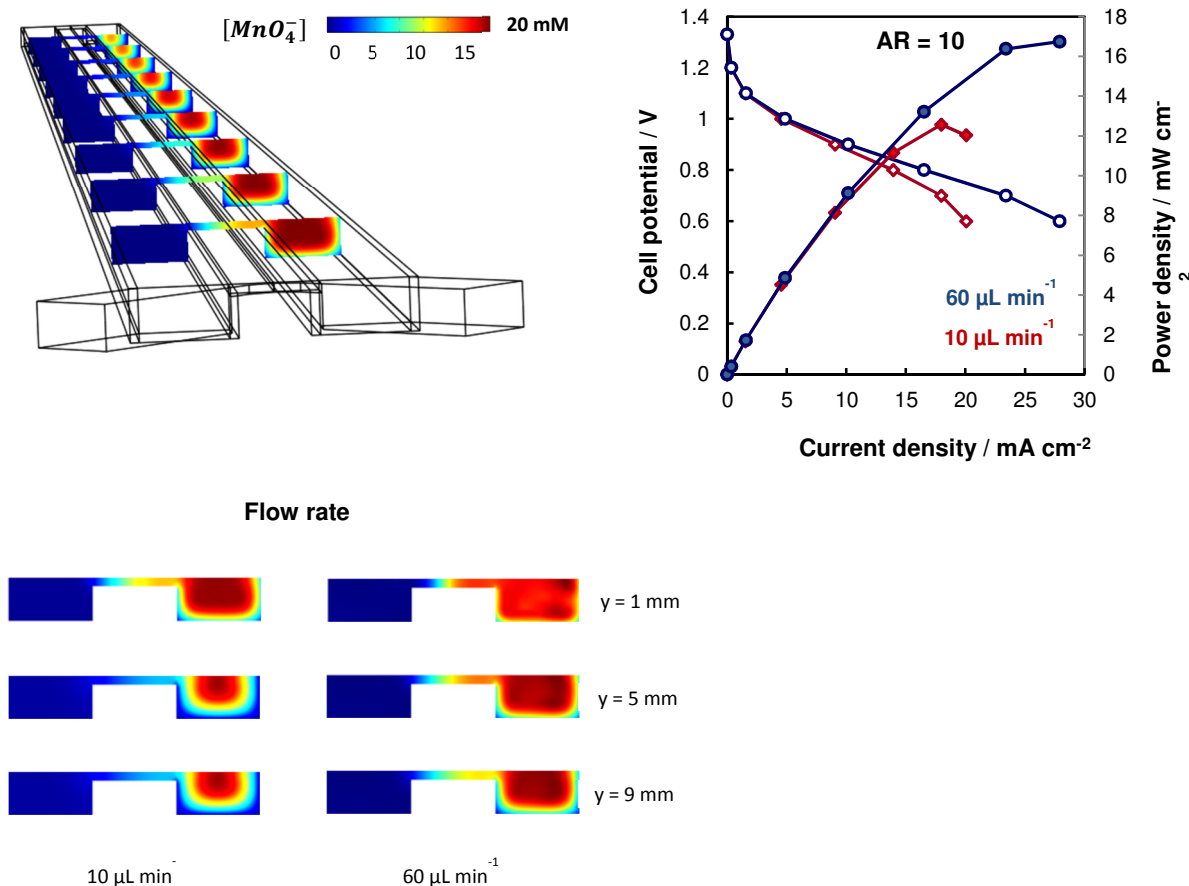 [MnO₄⁻]
20 mM
0 5 10 15
AR = 10
Cell potential / V
1.4
1.2
1
0.8
0.6
0.4
0.2
0
0 5 10 15 20 25 30
Current density / mA cm⁻²
18
16
14
12
10
8
6
4
2
0
Power density / mW cm⁻
2
60 µL min⁻¹
10 µL min⁻¹
Flow rate
y = 1 mm
y = 5 mm
y = 9 mm
10 µL min⁻
60 µL min⁻¹